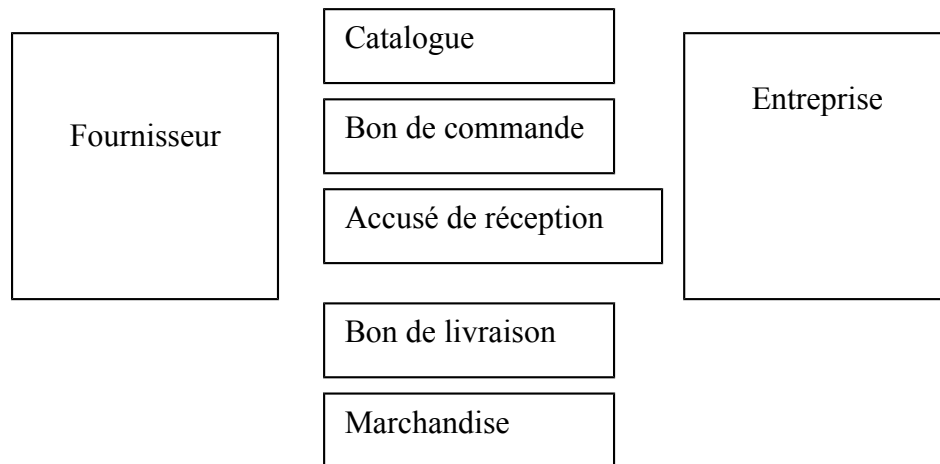 Catalogue
Entreprise
Fournisseur
Bon de commande
Accusé de réception
Bon de livraison
Marchandise